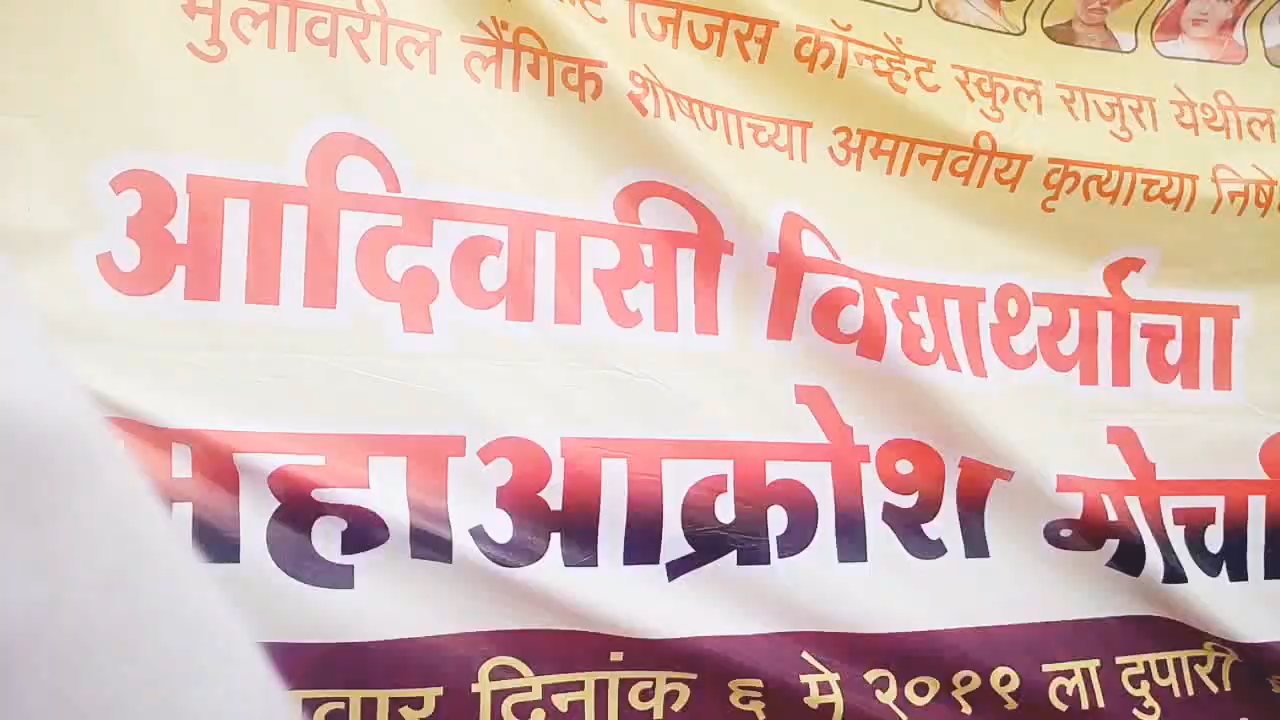 जिजस कॉन्व्हेंट स्कुल राजुरा येथील
मुलांवरील लैंगिक शोषणाच्या अमानवीय कृत्याच्या
आदिवासी विद्यार्थ्यांचा
महाआक्रोश मोर्चा
दिनांक ६ मे २०१९ ला दुपारी